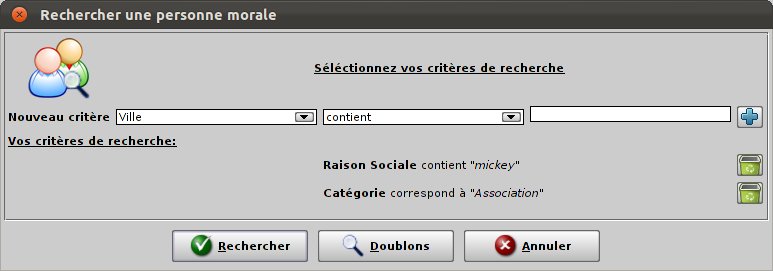 Rechercher une personne morale
Séléctionnez vos critères de recherche
Nouveau critère Ville contient
Vos critères de recherche:
Raison Sociale contient "mickey"
Catégorie correspond à "Association"
Rechercher Doublons Annuler